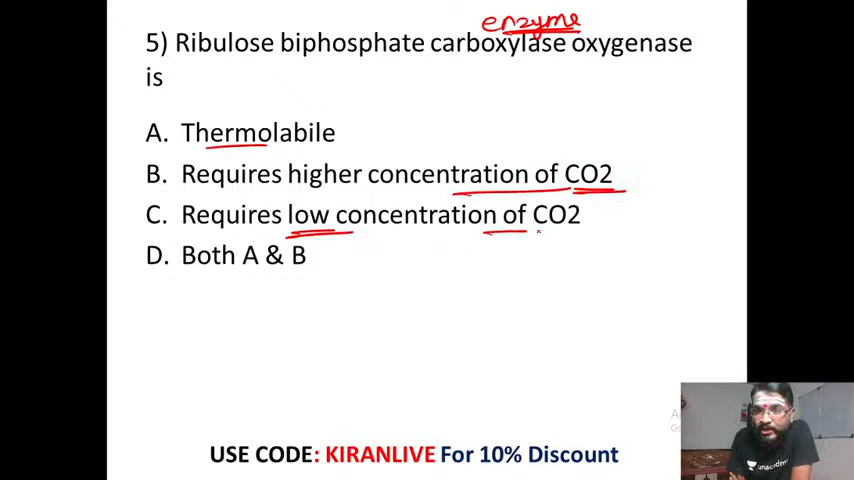 enzyme
5) Ribulose biphosphate carboxylase oxygenase
is
A. Thermolabile
B. Requires higher concentration of CO2
C. Requires low concentration of CO2
D. Both A & B
unacademy
USE CODE: KIRANLIVE For 10% Discount